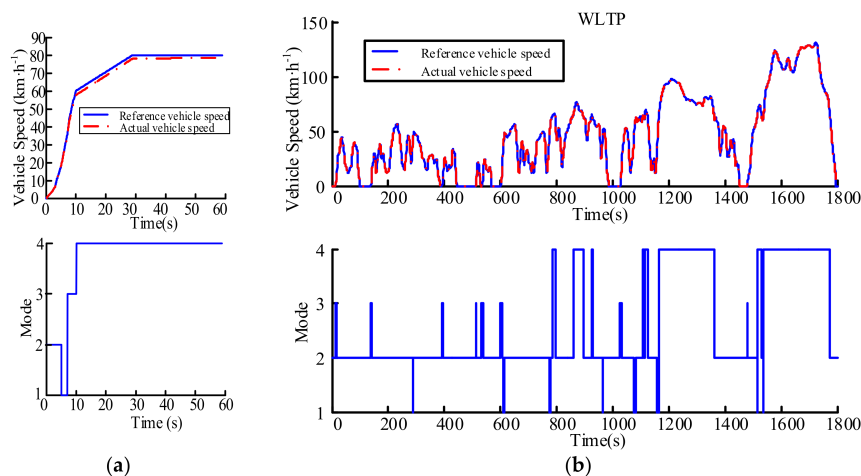 WLTP
Vehicle Speed (km·h⁻¹)
90
80
70
60
50
40
30
20
10
0
Reference vehicle speed
Actual vehicle speed
0 10 20 30 40 50 60
Time(s)
Vehicle Speed (km·h⁻¹)
150
100
50
0
Reference vehicle speed
Actual vehicle speed
0 200 400 600 800 1000 1200 1400 1600 1800
Time(s)
Mode
4
3
2
1
0 10 20 30 40 50 60
Time (s)
Mode
4
3
2
1
0 200 400 600 800 1000 1200 1400 1600 1800
Time(s)
(a) (b)